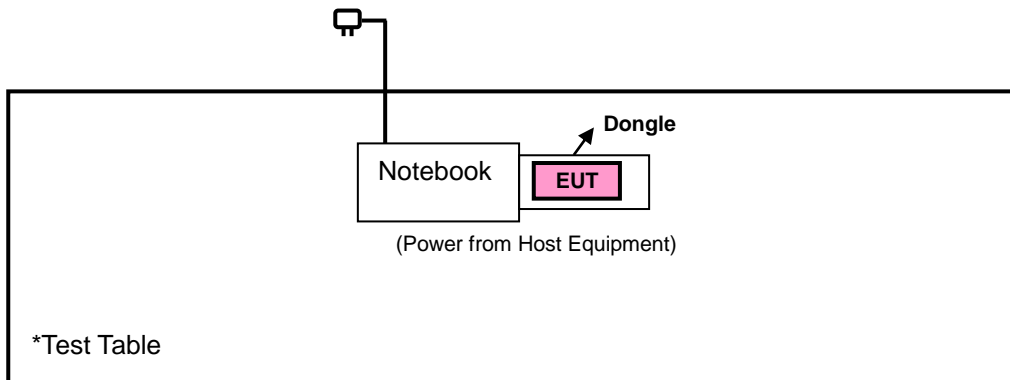 Dongle
Notebook
EUT
(Power from Host Equipment)
*Test Table